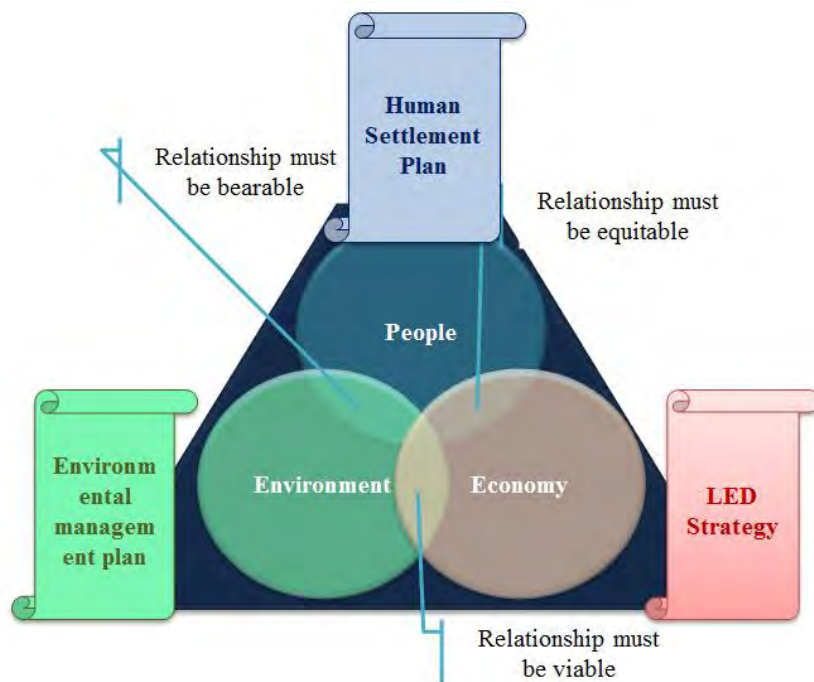 Human
Settlement
Plan
Relationship must
be bearable
Relationship must
be equitable
People
Environm
ental
managem
ent plan
Environment
Economy
LED
Strategy
Relationship must
be viable